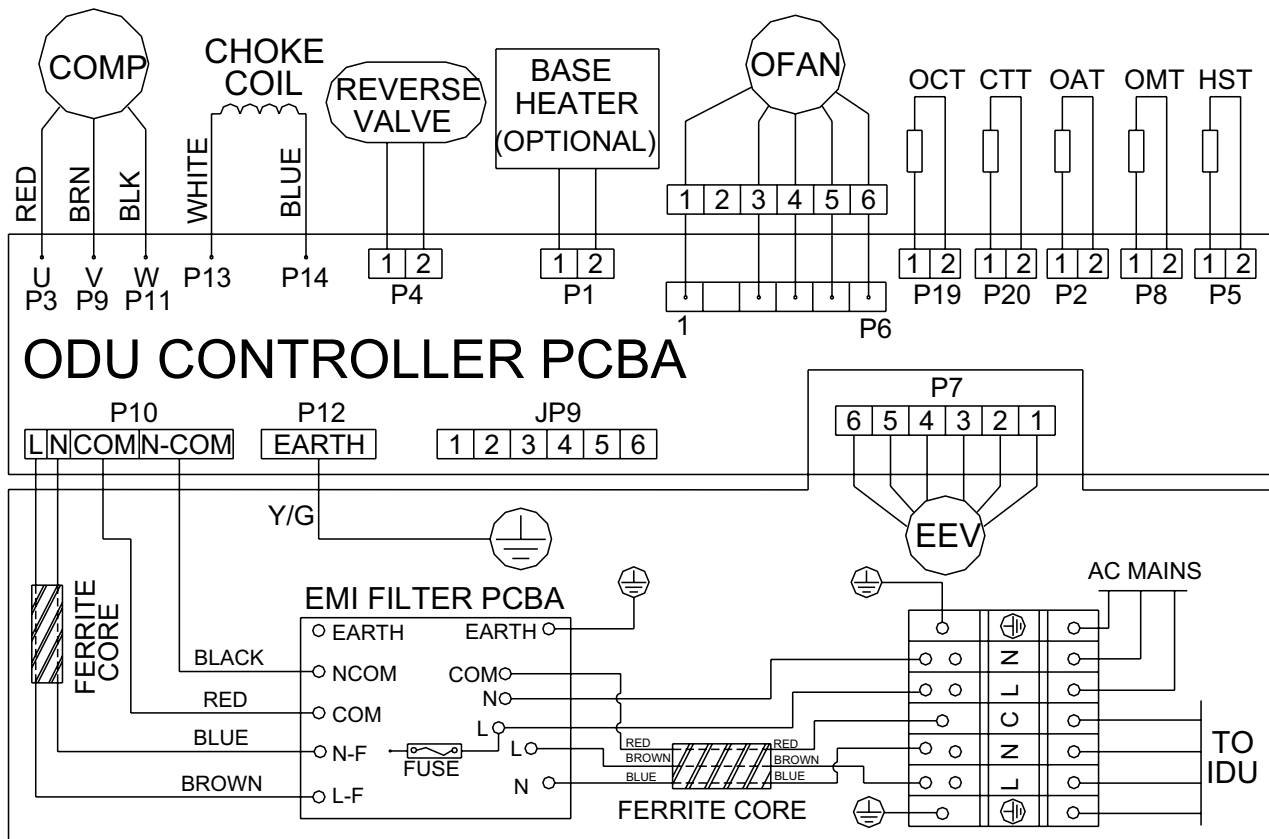 COMP
CHOKE
COIL
REVERSE
VALVE
BASE
HEATER
(OPTIONAL)
OFAN
OCT CTT OAT OMT HST
RED
BRN
BLK
WHITE
BLUE
1 2 3 4 5 6
U V W P13 P14
P3 P9 P11
1 2
P4
1 2
P1
1 P6
1 2
P19
1 2
P20
1 2
P2
1 2
P8
1 2
P5
ODU CONTROLLER PCBA
P10
L N COM N-COM
P12
EARTH
JP9
1 2 3 4 5 6
P7
6 5 4 3 2 1
Y/G
EEV
AC MAINS
FERRITE
CORE
EMI FILTER PCBA
EARTH EARTH
BLACK
NCOM
COM
N
RED
COM
L
BLUE
N-F
FUSE
L
BROWN
L-F
N
RED RED
BROWN BROWN
BLUE BLUE
FERRITE CORE
N
L
C
N
L
TO
IDU